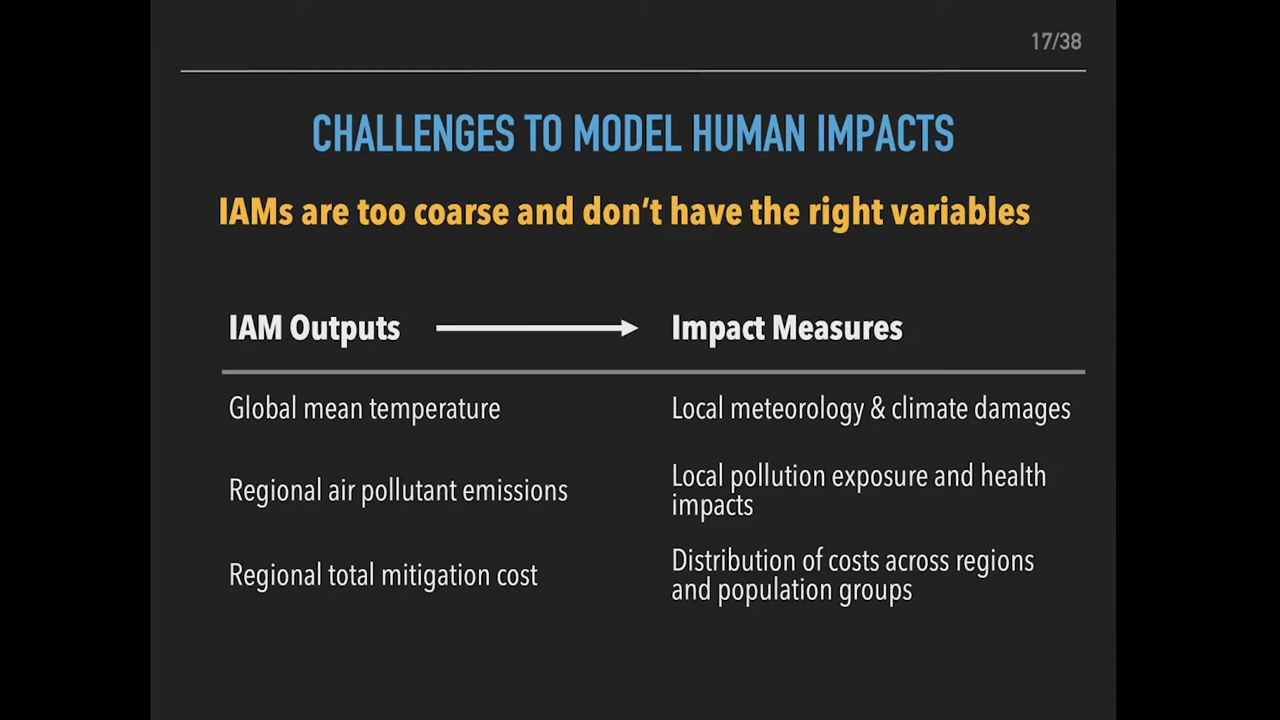 17/38
CHALLENGES TO MODEL HUMAN IMPACTS
IAMs are too coarse and don't have the right variables
IAM Outputs Impact Measures
Global mean temperature Local meteorology & climate damages
Regional air pollutant emissions Local pollution exposure and health
impacts
Regional total mitigation cost Distribution of costs across regions
and population groups